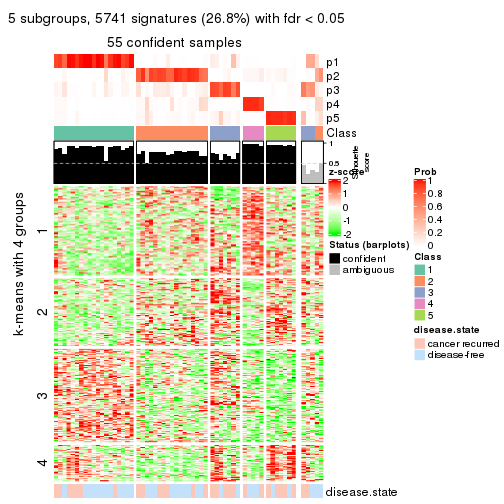 5 subgroups, 5741 signatures (26.8%) with fdr < 0.05
55 confident samples
p1
p2
p3
p4
p5
Class
1
0.5
0
Silhouette
score
k-means with 4 groups
1
2
3
4
disease.state
z-score
2
1
0
-1
-2
Status (barplots)
confident
ambiguous
Prob
1
0.8
0.6
0.4
0.2
0
Class
1
2
3
4
5
disease.state
cancer recurred
disease-free